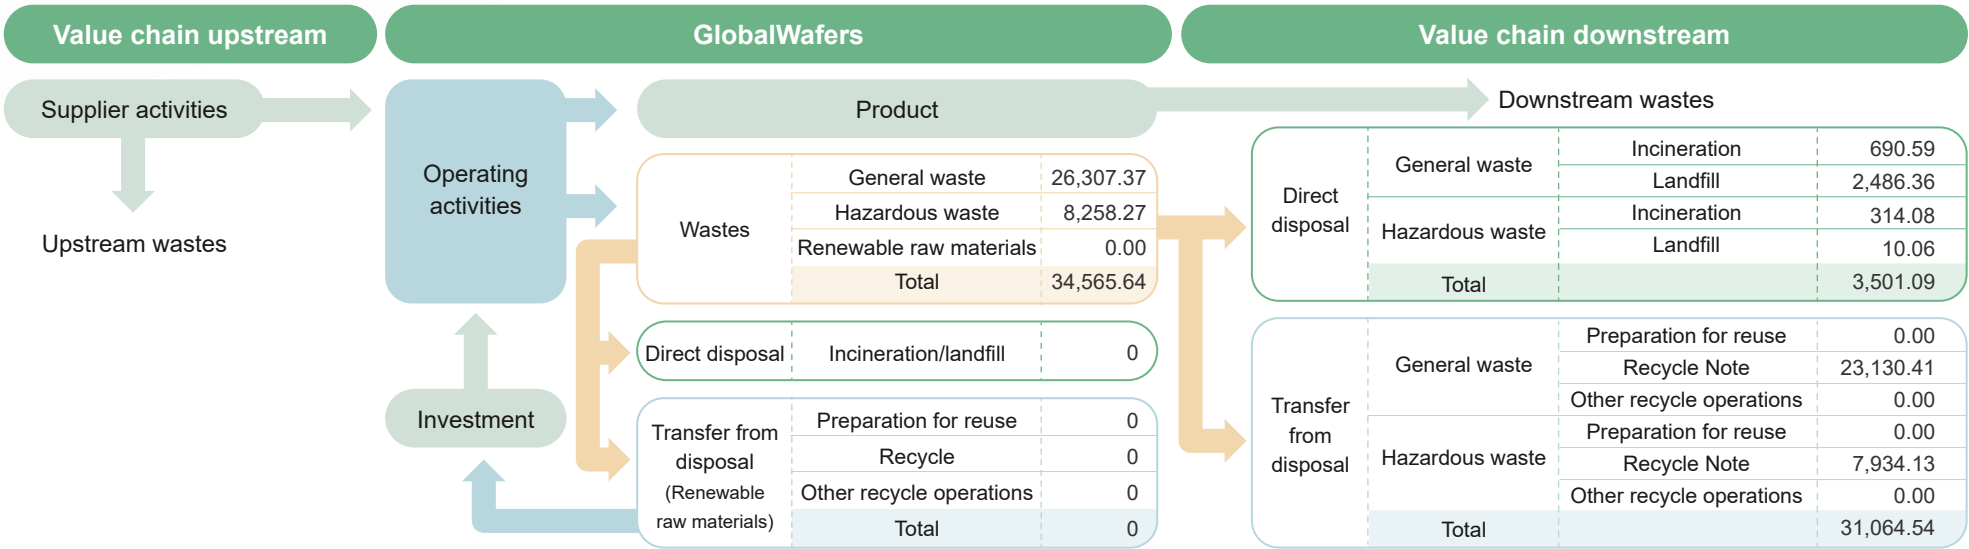 Value chain upstream
GlobalWafers
Value chain downstream
Supplier activities
Upstream wastes
Operating
activities
Investment
Product
Downstream wastes
Wastes
General waste 26,307.37
Hazardous waste 8,258.27
Renewable raw materials 0.00
Total 34,565.64
Direct disposal Incineration/landfill 0
Transfer from
disposal
(Renewable
raw materials)
Preparation for reuse 0
Recycle 0
Other recycle operations 0
Total 0
Direct
disposal
General waste
Incineration 690.59
Landfill 2,486.36
Hazardous waste
Incineration 314.08
Landfill 10.06
Total 3,501.09
Transfer
from
disposal
General waste
Preparation for reuse 0.00
Recycle Note 23,130.41
Other recycle operations 0.00
Hazardous waste
Preparation for reuse 0.00
Recycle Note 7,934.13
Other recycle operations 0.00
Total 31,064.54